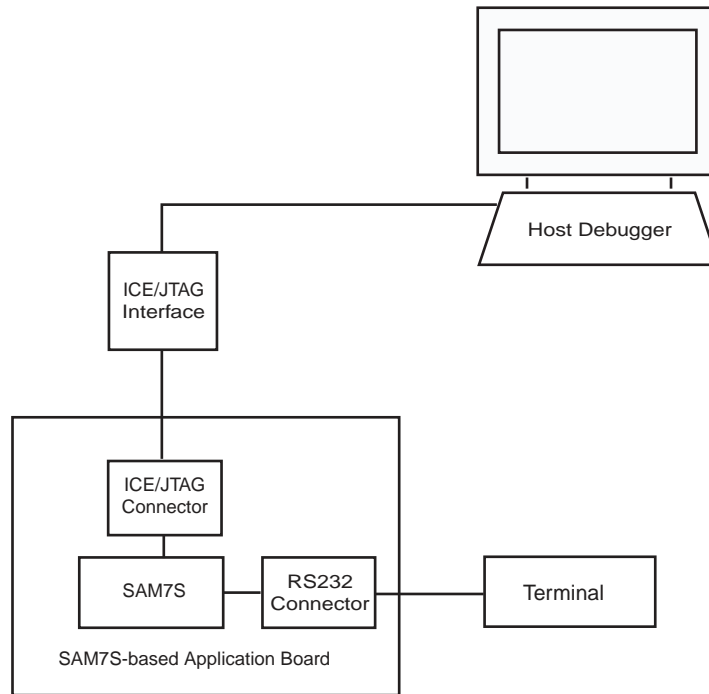 Host Debugger
ICE/JTAG
Interface
ICE/JTAG
Connector
SAM7S
RS232
Connector
Terminal
SAM7S-based Application Board